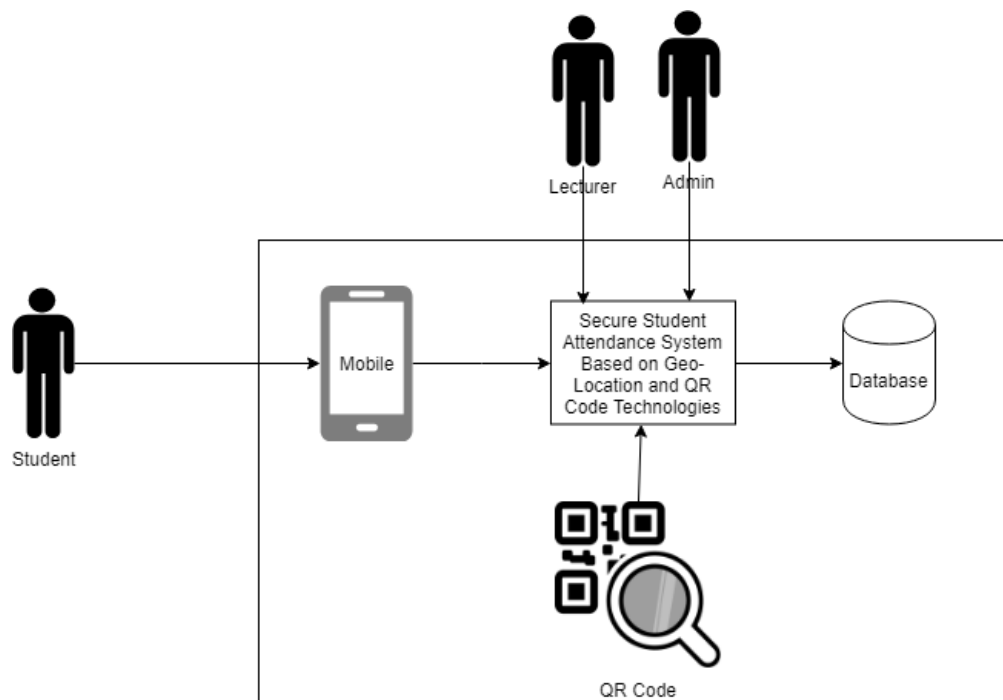 Lecturer
Admin
Student
Mobile
Secure Student
Attendance System
Based on Geo-
Location and QR
Code Technologies
Database
QR Code